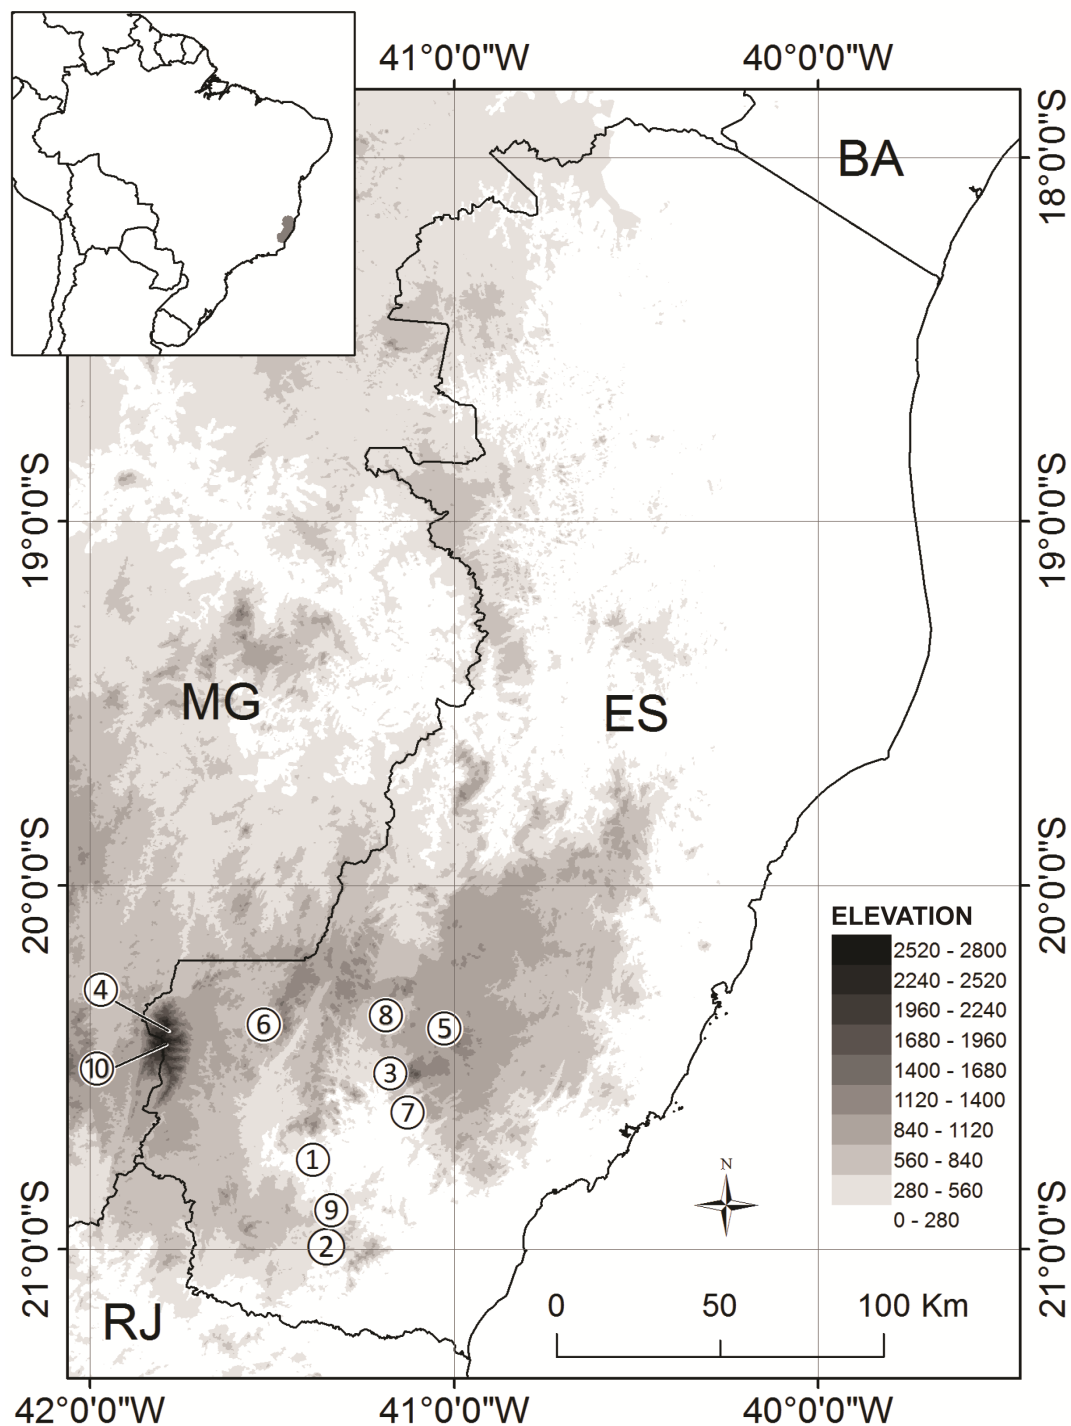 41°0'0"W
40°0'0"W
18°0'0"S
BA
19°0'0"S
19°0'0"S
MG
ES
20°0'0"S
20°0'0"S
ELEVATION
2520 - 2800
2240 - 2520
1960 - 2240
1680 - 1960
1400 - 1680
1120 - 1400
840 - 1120
560 - 840
280 - 560
0 - 280
4
8
6
5
10
3
7
1
N
9
2
21°0'0"S
21°0'0"S
RJ
0
50
100 Km
42°0'0"W
41°0'0"W
40°0'0"W